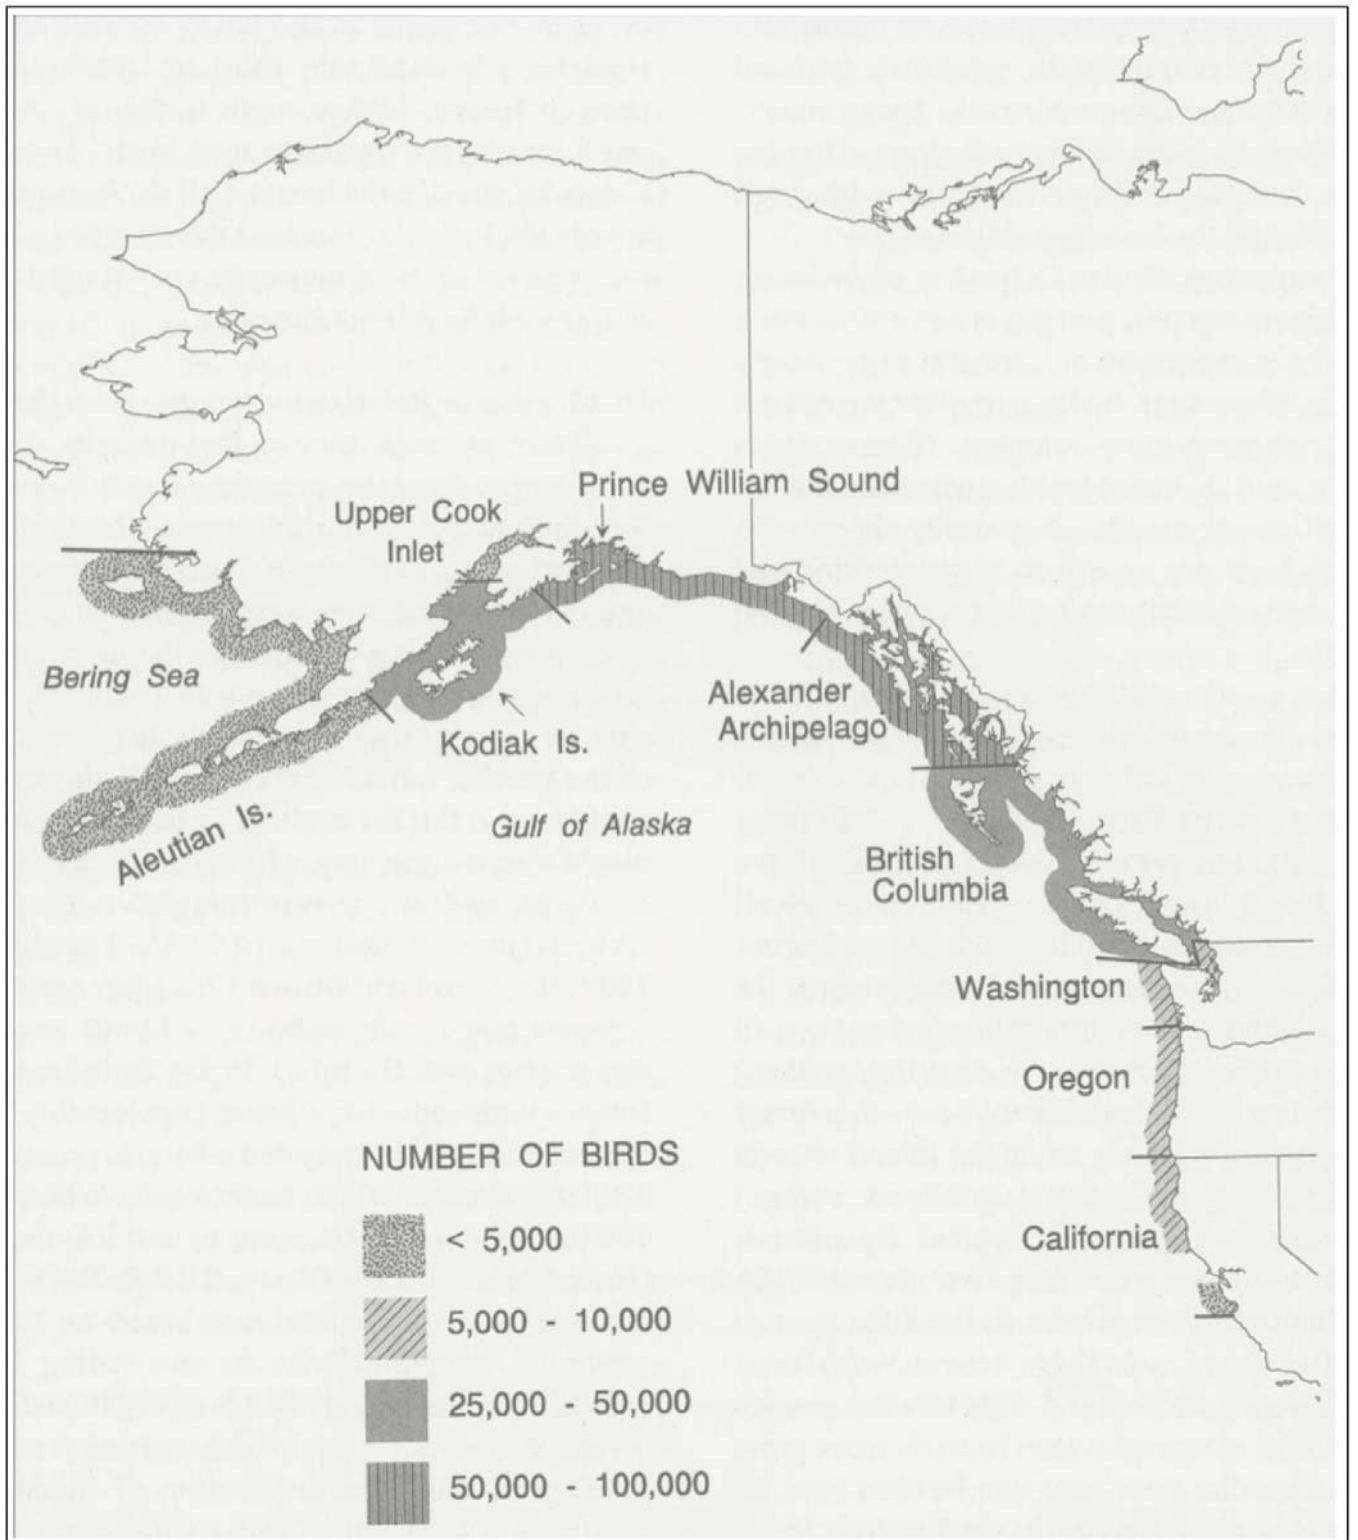 Prince William Sound
Upper Cook
Inlet
Bering Sea
Alexander
Archipelago
Kodiak Is.
Gulf of Alaska
Aleutian Is.
British
Columbia
Washington
Oregon
California
NUMBER OF BIRDS
< 5,000
5,000 - 10,000
25,000 - 50,000
50,000 - 100,000